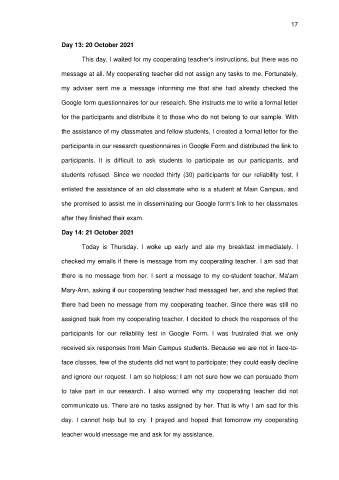 17
Day 13: 20 October 2021
This day, I waited for my cooperating teacher's instructions, but there was no
message at all. My cooperating teacher did not assign any tasks to me. Fortunately,
my adviser sent me a message informing me that she had already checked the
Google form questionnaires for our research. She instructs me to write a formal letter
for the participants and distribute it to those who do not belong to our sample. With
the assistance of my classmates and fellow students, I created a formal letter for the
participants in our research questionnaires in Google Form and distributed the link to
participants. It is difficult to ask students to participate as our participants, and
students refused. Since we needed thirty (30) participants for our reliability test, I
enlisted the assistance of an old classmate who is a student at Main Campus, and
she promised to assist me in disseminating our Google form's link to her classmates
after they finished their exam.
Day 14: 21 October 2021
Today is Thursday. I woke up early and ate my breakfast immediately. I
checked my emails if there is message from my cooperating teacher. I am sad that
there is no message from her. I sent a message to my co-student teacher, Ma'am
Mary-Ann, asking if our cooperating teacher had messaged her, and she replied that
there had been no message from my cooperating teacher. Since there was still no
assigned task from my cooperating teacher, I decided to check the responses of the
participants for our reliability test in Google Form. I was frustrated that we only
received six responses from Main Campus students. Because we are not in face-to-
face classes, few of the students did not want to participate; they could easily decline
and ignore our request. I am so helpless; I am not sure how we can persuade them
to take part in our research. I also worried why my cooperating teacher did not
communicate us. There are no tasks assigned by her. That is why I am sad for this
day. I cannot help but to cry. I prayed and hoped that tomorrow my cooperating
teacher would message me and ask for my assistance.